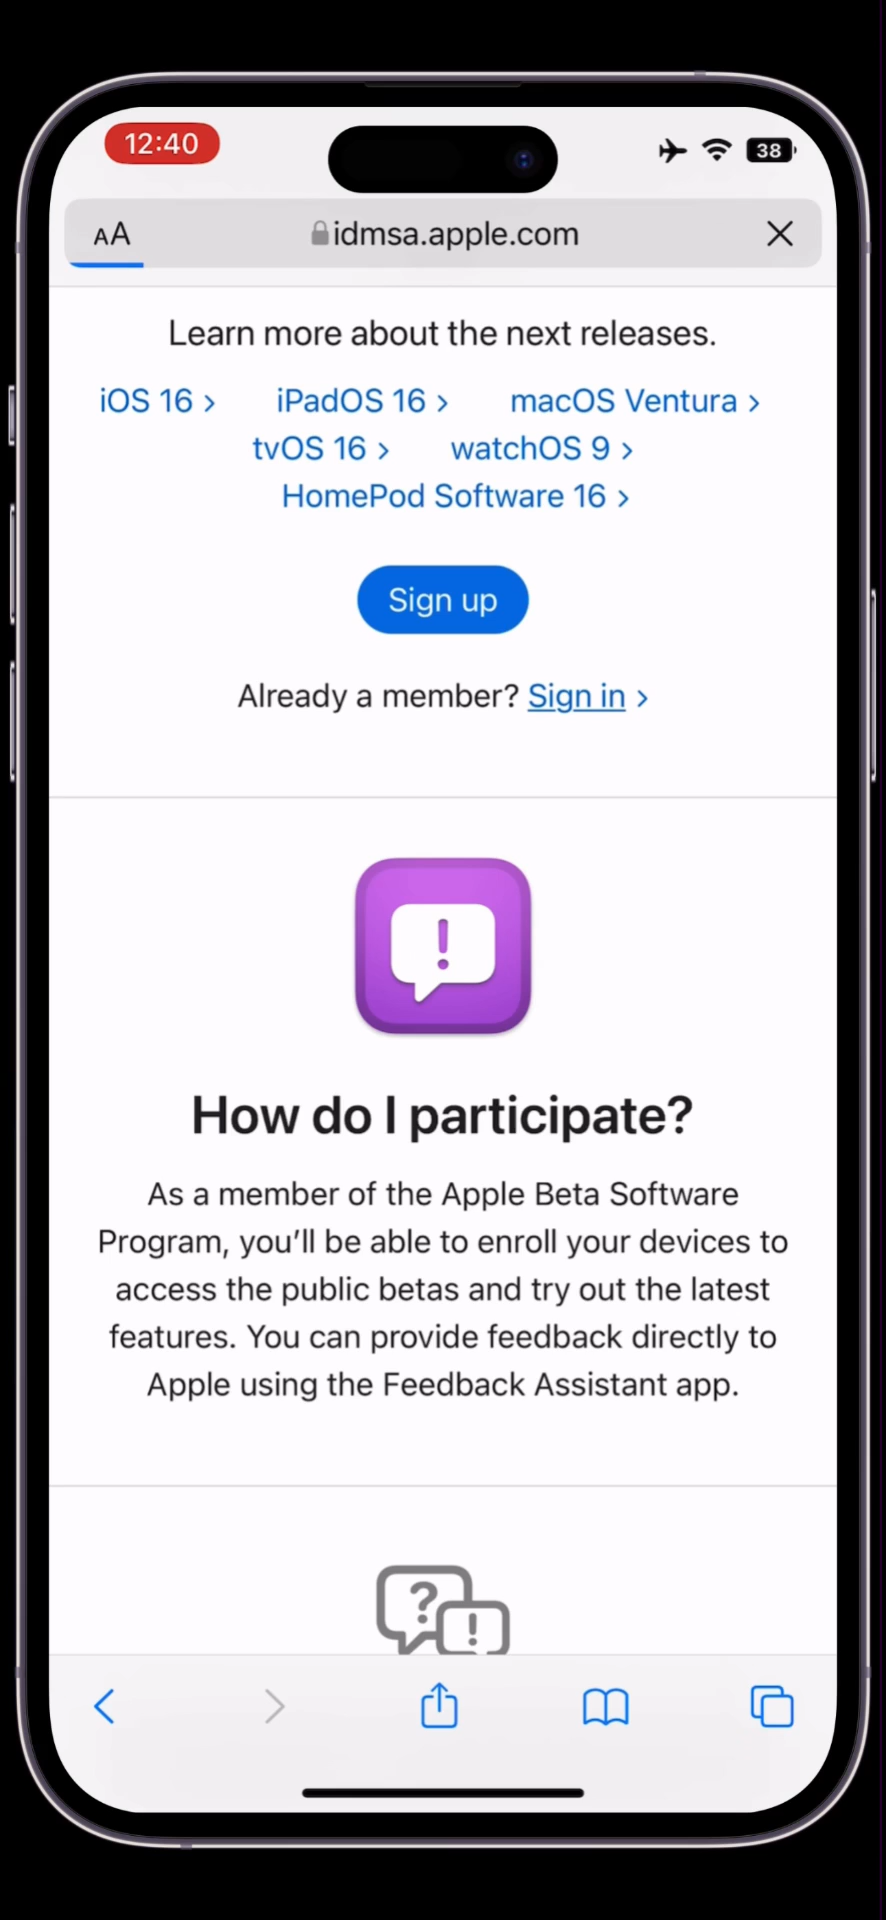 12:40
38
AA
idmsa.apple.com
Learn more about the next releases.
iOS 16 > iPadOS 16 > macOS Ventura >
tvOS 16 > watchOS 9 >
HomePod Software 16 >
Sign up
Already a member? Sign in >
!
How do I participate?
As a member of the Apple Beta Software
Program, you’ll be able to enroll your devices to
access the public betas and try out the latest
features. You can provide feedback directly to
Apple using the Feedback Assistant app.
? !